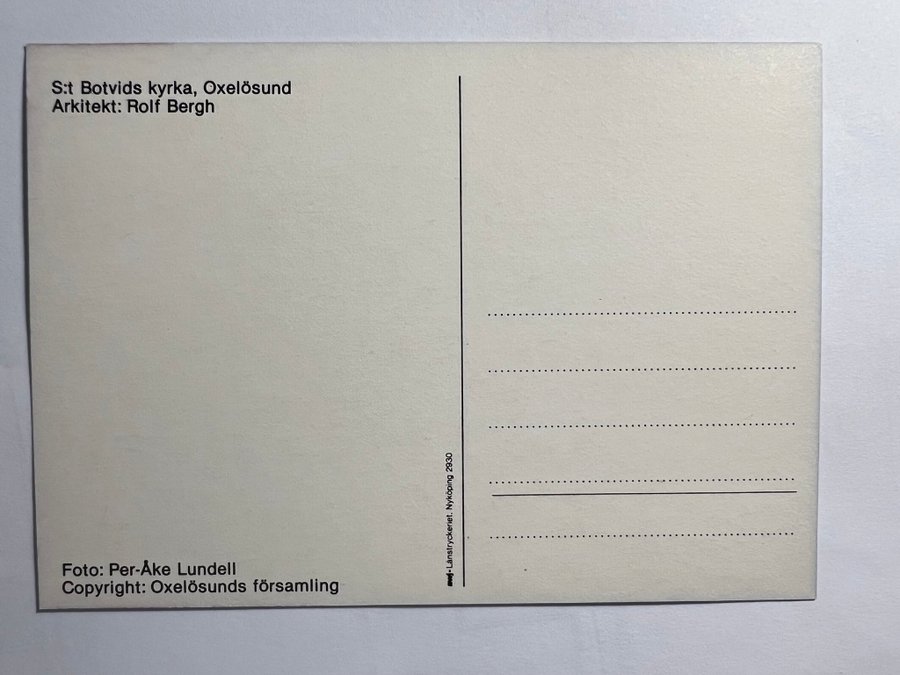 S:t Botvids kyrka, Oxelösund
Arkitekt: Rolf Bergh
Foto: Per-Åke Lundell
Copyright: Oxelösunds församling
-Länstryckeriet. Nyköping 2930